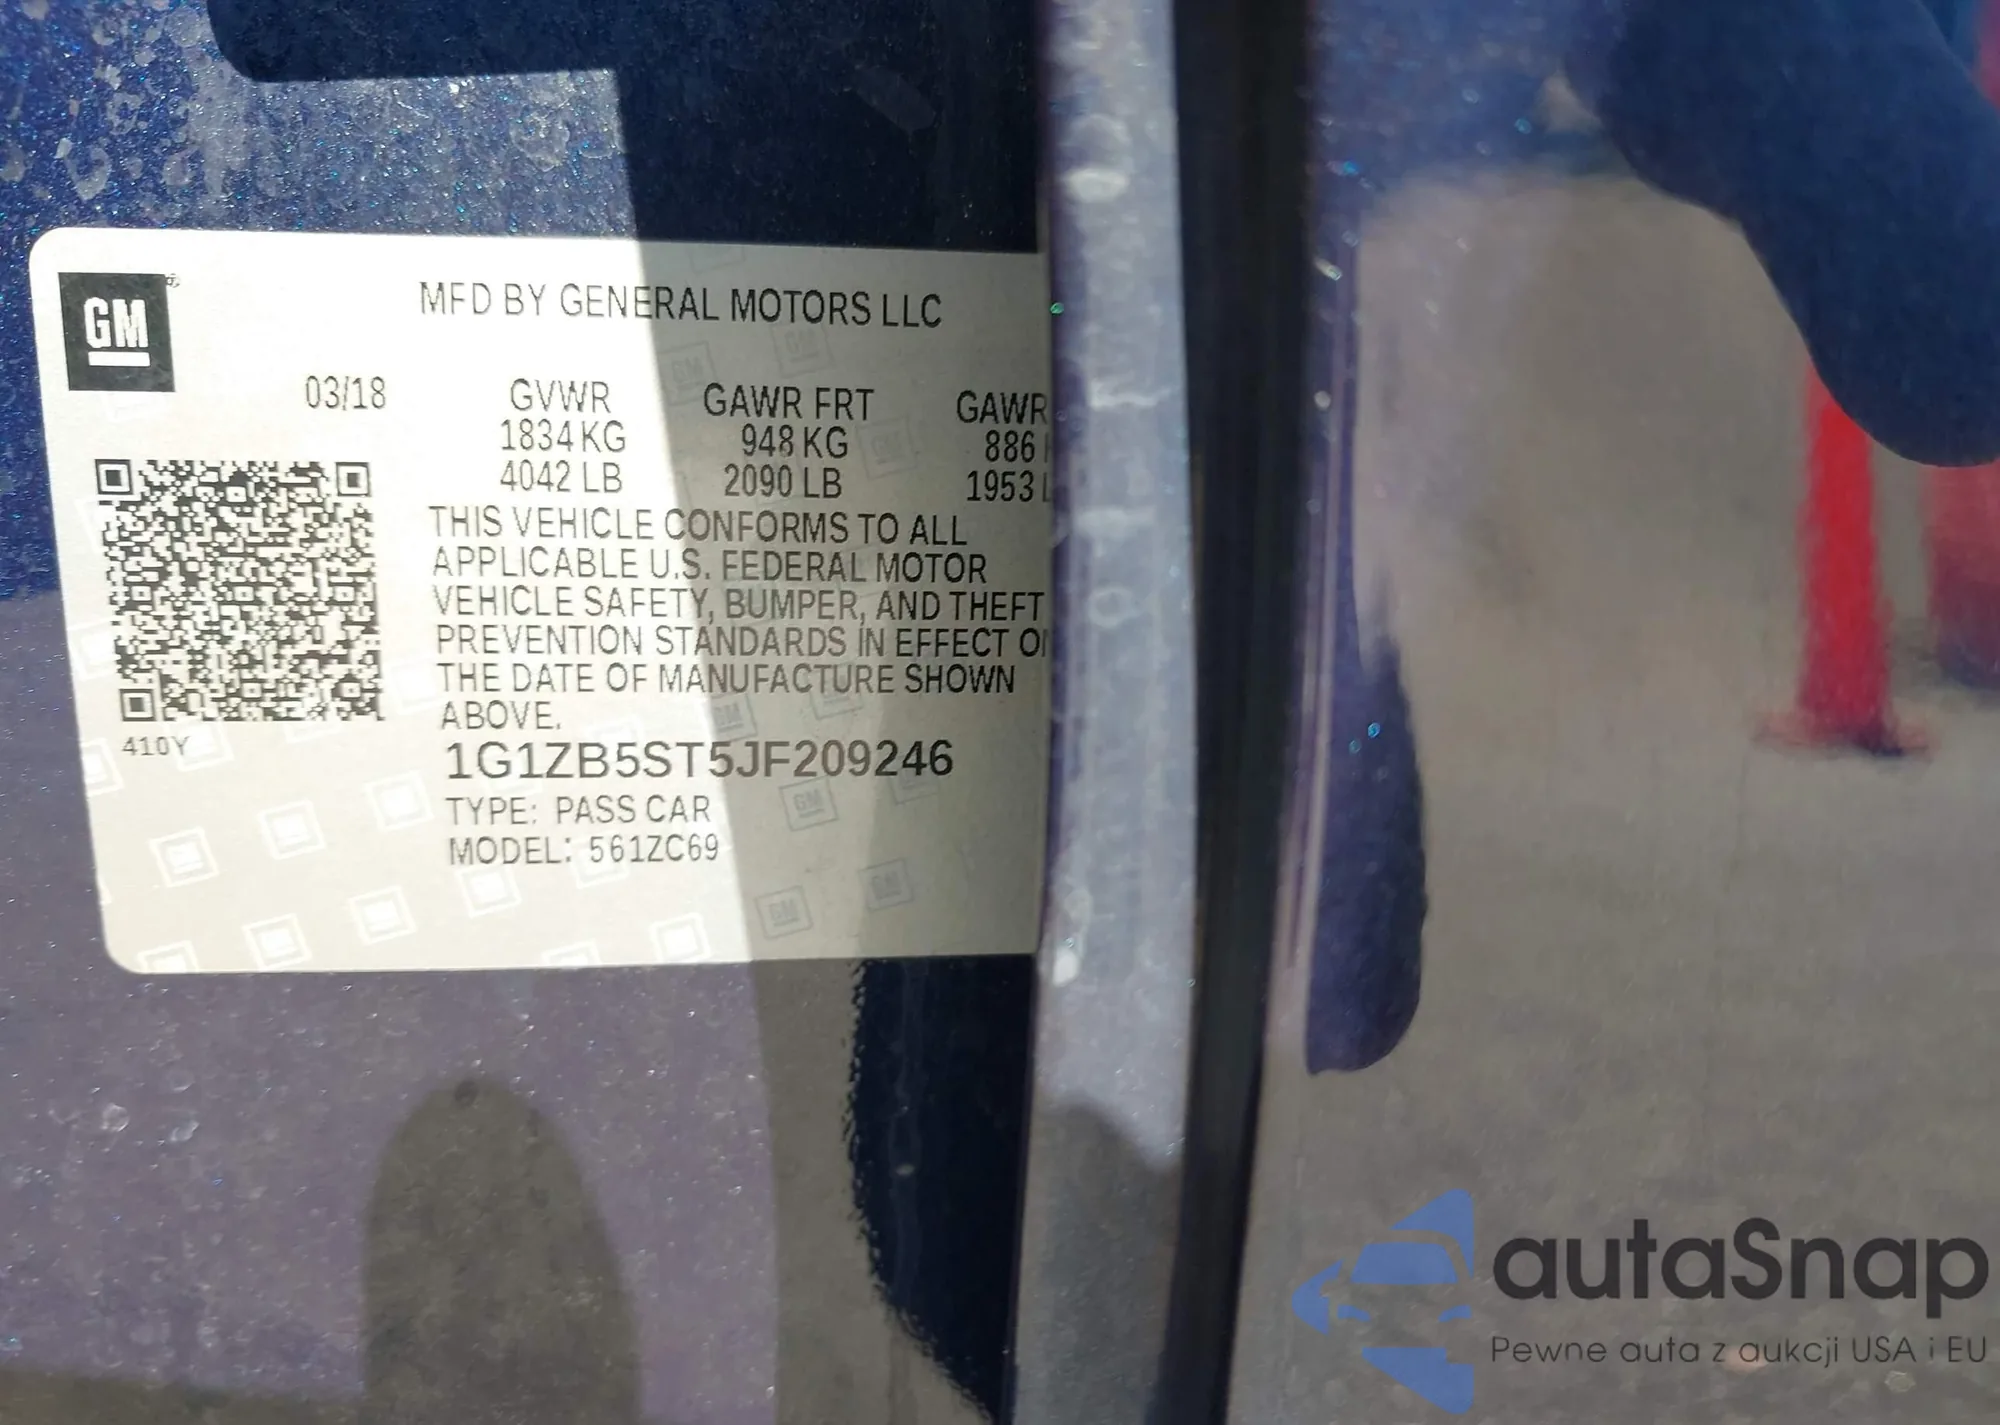 GM
MFD BY GENERAL MOTORS LLC
03/18 GVWR GAWR FRT GAWR
1834 KG 948 KG 886
4042 LB 2090 LB 1953
THIS VEHICLE CONFORMS TO ALL
APPLICABLE U.S. FEDERAL MOTOR
VEHICLE SAFETY, BUMPER, AND THEFT
PREVENTION STANDARDS IN EFFECT
THE DATE OF MANUFACTURE SHOWN
ABOVE.
410Y
1G1ZB5ST5JF209246
TYPE: PASS CAR
MODEL: 561ZC69
autaSnap
Pewne auta z aukcji USA i EU